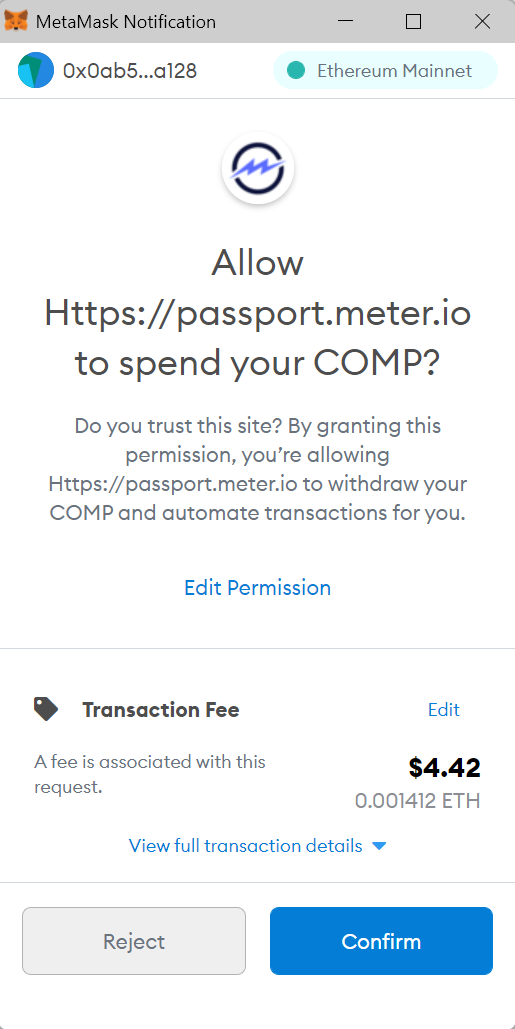 MetaMask Notification
0x0ab5...a128
Ethereum Mainnet
Allow
Https://passport.meter.io
to spend your COMP?
Do you trust this site? By granting this
permission, you’re allowing
Https://passport.meter.io to withdraw your
COMP and automate transactions for you.
Edit Permission
Transaction Fee
Edit
A fee is associated with this
request.
$4.42
0.001412 ETH
View full transaction details
Reject
Confirm